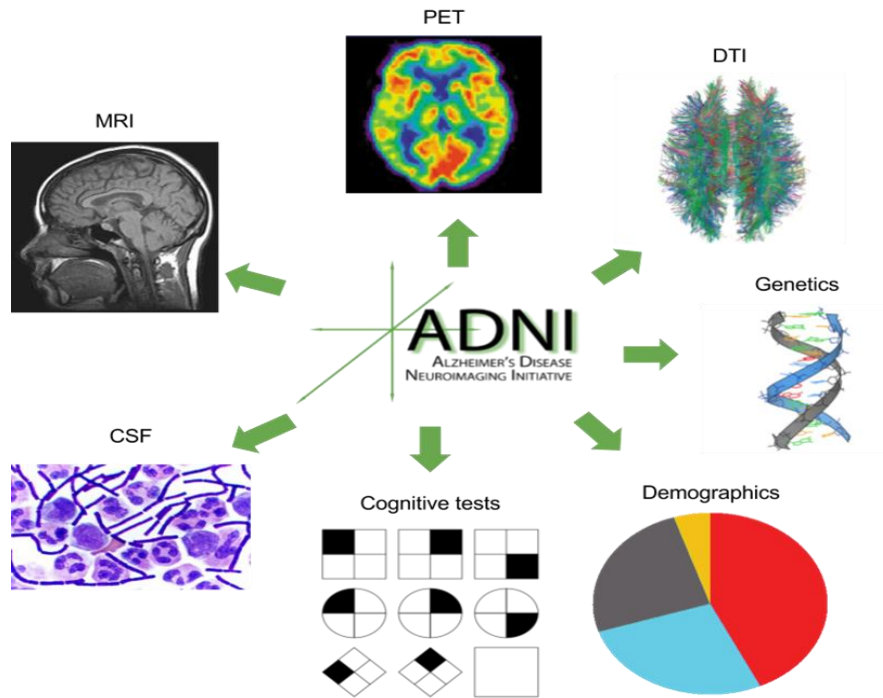 PET
DTI
MRI
Genetics
ADNI
ALZHEIMER'S DISEASE
NEUROIMAGING INITIATIVE
CSF
Cognitive tests
Demographics